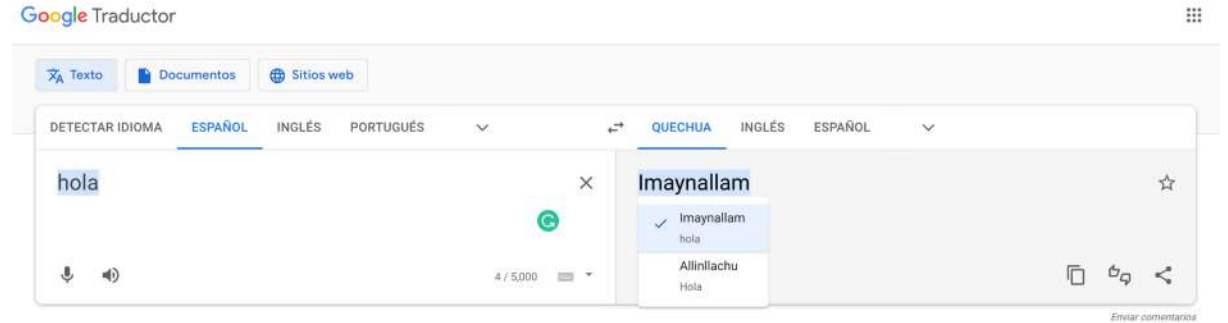 Google Traductor
Texto Documentos Sitios web
DETECTAR IDIOMA ESPAÑOL INGLÉS PORTUGUÉS QUECHUA INGLÉS ESPAÑOL
hola Imaynallam
Imaynallam
hola
Allinllachu
Hola
4 / 5,000
Enviar comentarios